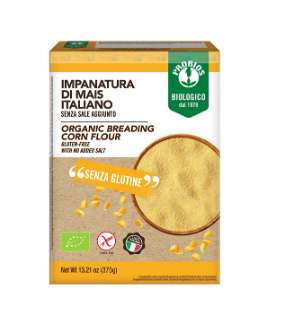 PROBIOS
BIOLOGICO
dal 1978
IMPANATURA
DI MAIS
ITALIANO
SENZA SALE AGGIUNTO
ORGANIC BREADING
CORN FLOUR
GLUTEN-FREE
WITH NO ADDED SALT
“SENZA GLUTINE”
Net Wt 13.21 oz (375g)